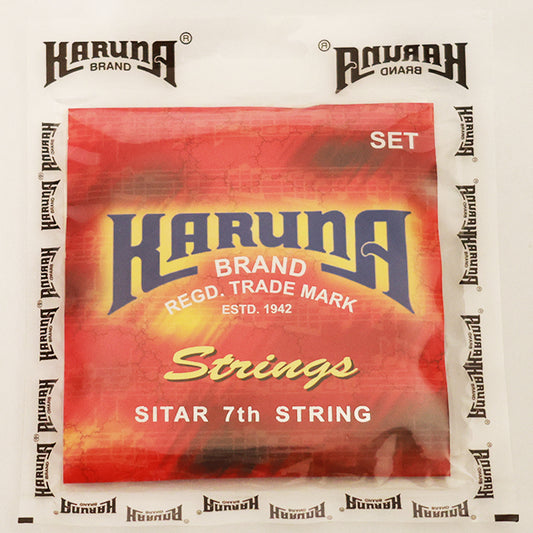 KARUNA®
BRAND
® KARUNA
BRAND
SET
KARUNA
BRAND
REGD. TRADE MARK
ESTD. 1942
Strings
SITAR 7th STRING